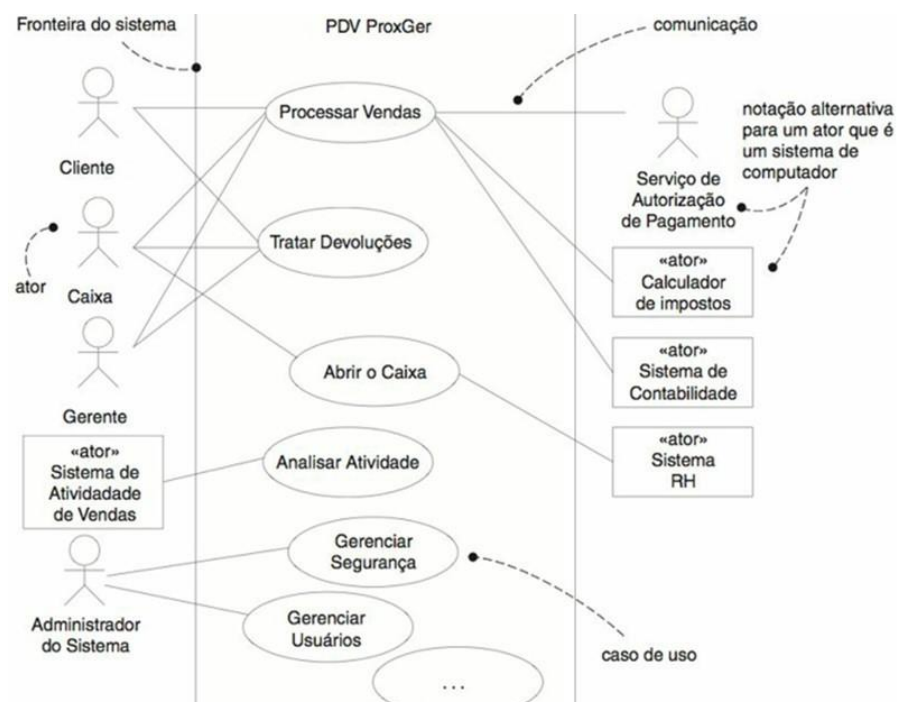 Fronteira do sistema
PDV ProxGer
comunicação
Processar Vendas
notação alternativa
para um ator que é
um sistema de
computador
Cliente
Serviço de
Autorização
de Pagamento
Tratar Devoluções
ator
Caixa
«ator»
Calculador
de impostos
Abrir o Caixa
«ator»
Sistema de
Contabilidade
Gerente
«ator»
Sistema de
Atividadade
de Vendas
Analisar Atividade
«ator»
Sistema
RH
Gerenciar
Segurança
Administrador
do Sistema
Gerenciar
Usuários
caso de uso
...